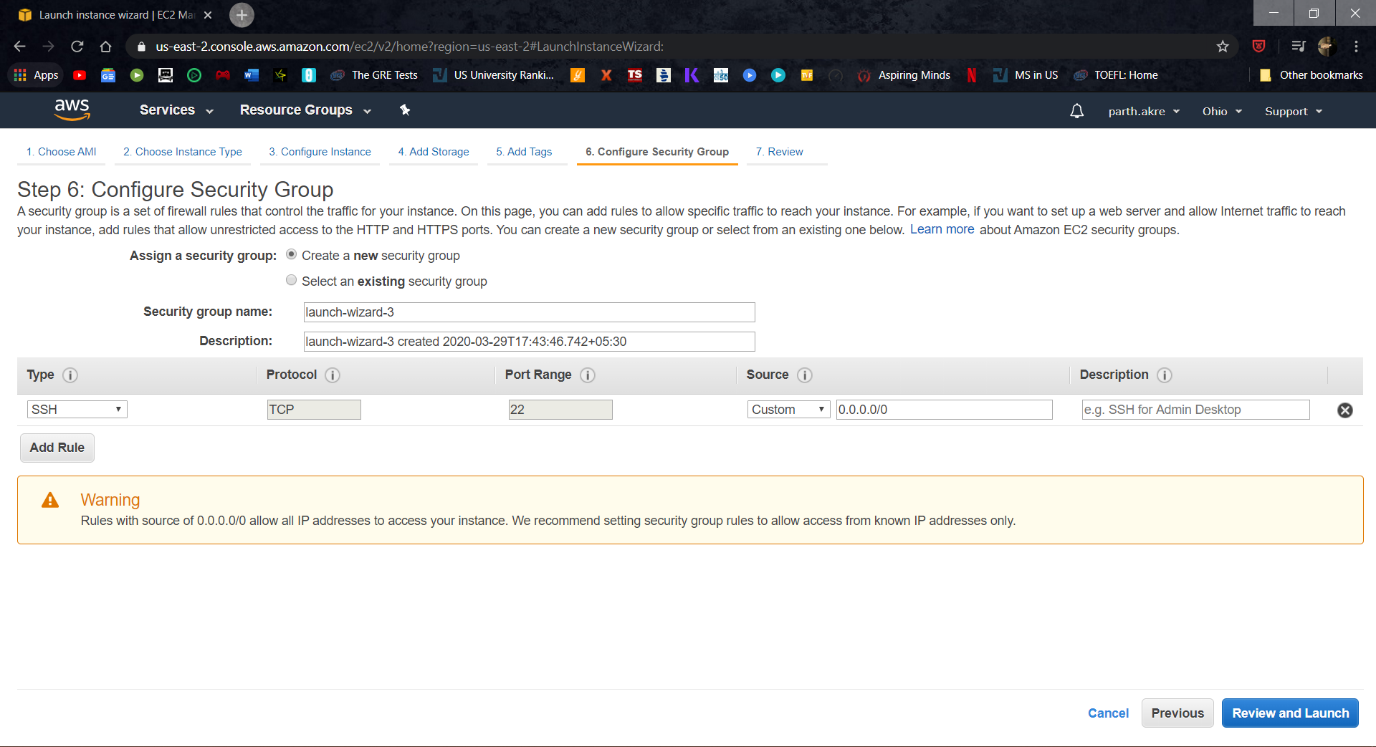 Launch instance wizard | EC2 Ma
us-east-2.console.aws.amazon.com/ec2/v2/home?region=us-east-2#LaunchInstanceWizard:
Apps The GRE Tests US University Ranki... TS Aspiring Minds MS in US TOEFL: Home Other bookmarks
aws Services Resource Groups parth.akre Ohio Support
1. Choose AMI 2. Choose Instance Type 3. Configure Instance 4. Add Storage 5. Add Tags 6. Configure Security Group 7. Review
Step 6: Configure Security Group
A security group is a set of firewall rules that control the traffic for your instance. On this page, you can add rules to allow specific traffic to reach your instance. For example, if you want to set up a web server and allow Internet traffic to reach
your instance, add rules that allow unrestricted access to the HTTP and HTTPS ports. You can create a new security group or select from an existing one below. Learn more about Amazon EC2 security groups.
Assign a security group: Create a new security group
Select an existing security group
Security group name: launch-wizard-3
Description: launch-wizard-3 created 2020-03-29T17:43:46.742+05:30
Type Protocol Port Range Source Description
SSH TCP 22 Custom 0.0.0.0/0 e.g. SSH for Admin Desktop
Add Rule
Warning
Rules with source of 0.0.0.0/0 allow all IP addresses to access your instance. We recommend setting security group rules to allow access from known IP addresses only.
Cancel Previous Review and Launch